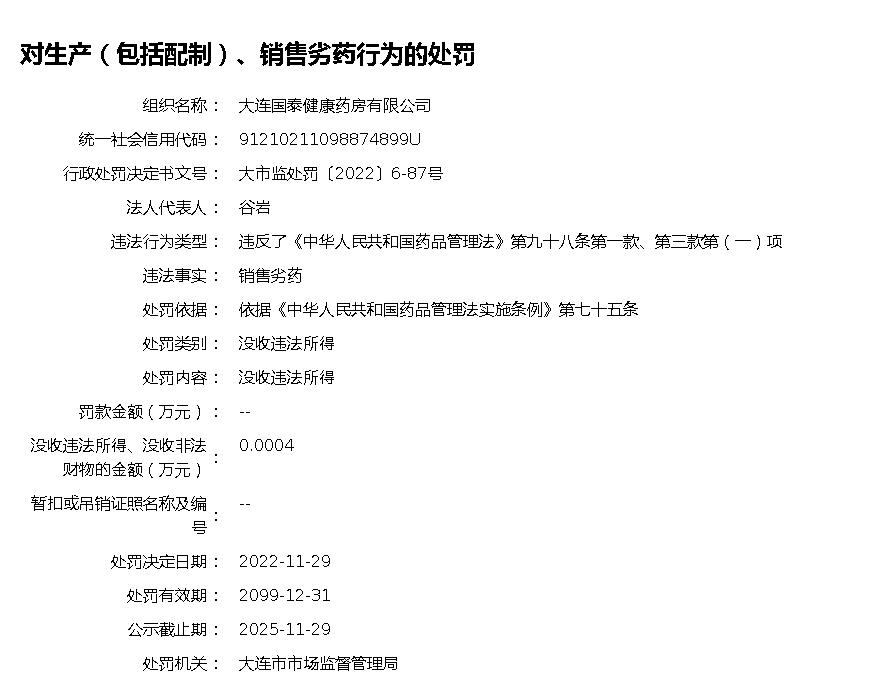 对生产（包括配制）、销售劣药行为的处罚
组织名称： 大连国泰健康药房有限公司
统一社会信用代码： 91210211098874899U
行政处罚决定书文号： 大市监处罚〔2022〕6-87号
法人代表人： 谷岩
违法行为类型： 违反了《中华人民共和国药品管理法》第九十八条第一款、第三款第（一）项
违法事实： 销售劣药
处罚依据： 依据《中华人民共和国药品管理法实施条例》第七十五条
处罚类别： 没收违法所得
处罚内容： 没收违法所得
罚款金额（万元）： --
没收违法所得、没收非法
财物的金额（万元）： 0.0004
暂扣或吊销证照名称及编
号： --
处罚决定日期： 2022-11-29
处罚有效期： 2099-12-31
公示截止期： 2025-11-29
处罚机关： 大连市市场监督管理局